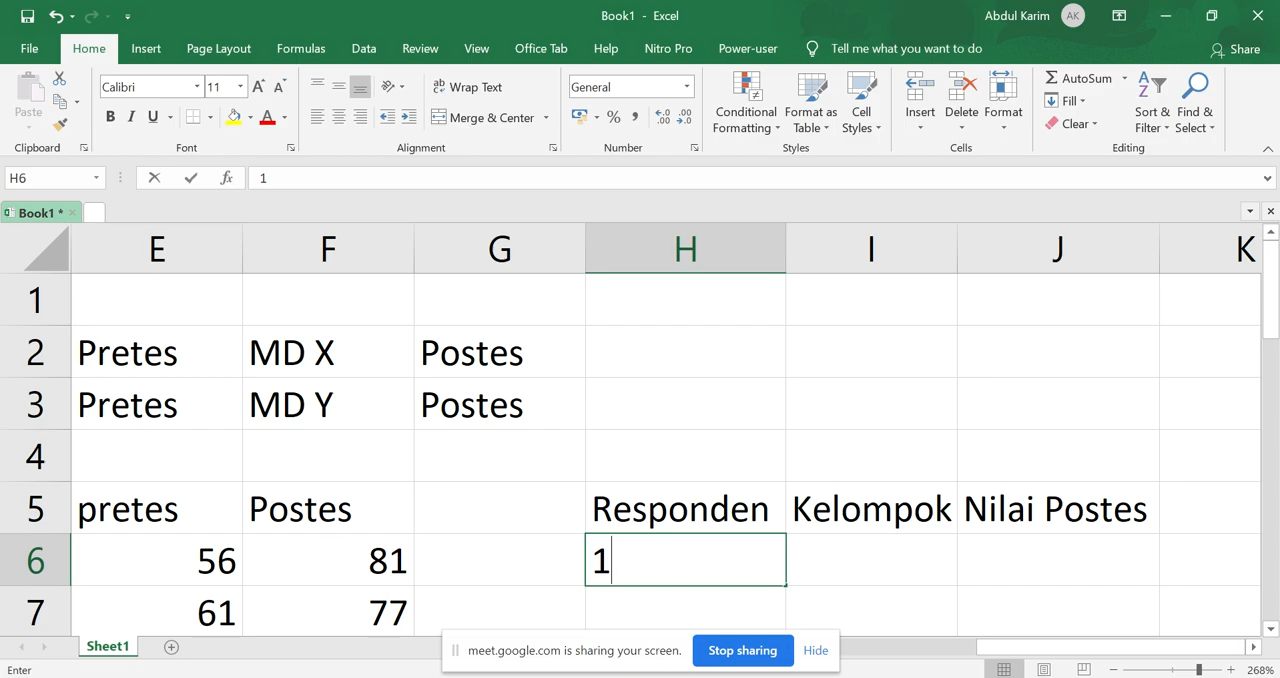 Book1 - Excel
Abdul Karim
AK
File Home Insert Page Layout Formulas Data Review View Office Tab Help Nitro Pro Power-user Tell me what you want to do Share
Paste
Calibri 11
B I U
Wrap Text
Merge & Center
General
Conditional Formatting
Format as Table
Cell Styles
Insert Delete Format
AutoSum
Fill
Clear
Sort & Filter
Find & Select
Clipboard Font Alignment Number Styles Cells Editing
H6 fx 1
Book1 *
E F G H I J K
1
2 Pretes MD X Postes
3 Pretes MD Y Postes
4
5 pretes Postes Responden Kelompok Nilai Postes
6 56 81 1
7 61 77
Sheet1
meet.google.com is sharing your screen. Stop sharing Hide
Enter 268%